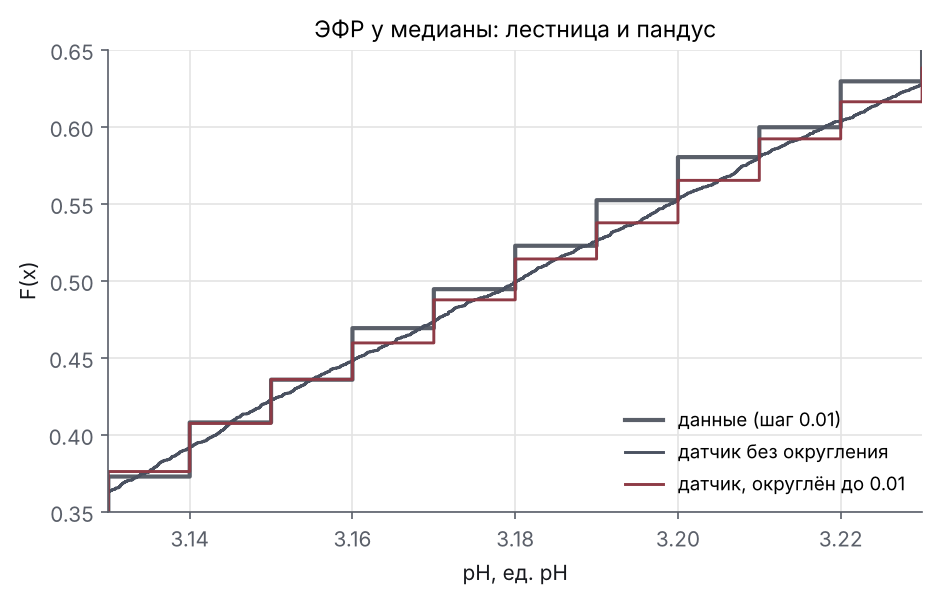 ЭФР у медианы: лестница и пандус
0.65
0.60
0.55
0.50
0.45
0.40
0.35
F(x)
данные (шаг 0.01)
датчик без округления
датчик, округлён до 0.01
3.14 3.16 3.18 3.20 3.22
pH, ед. pH